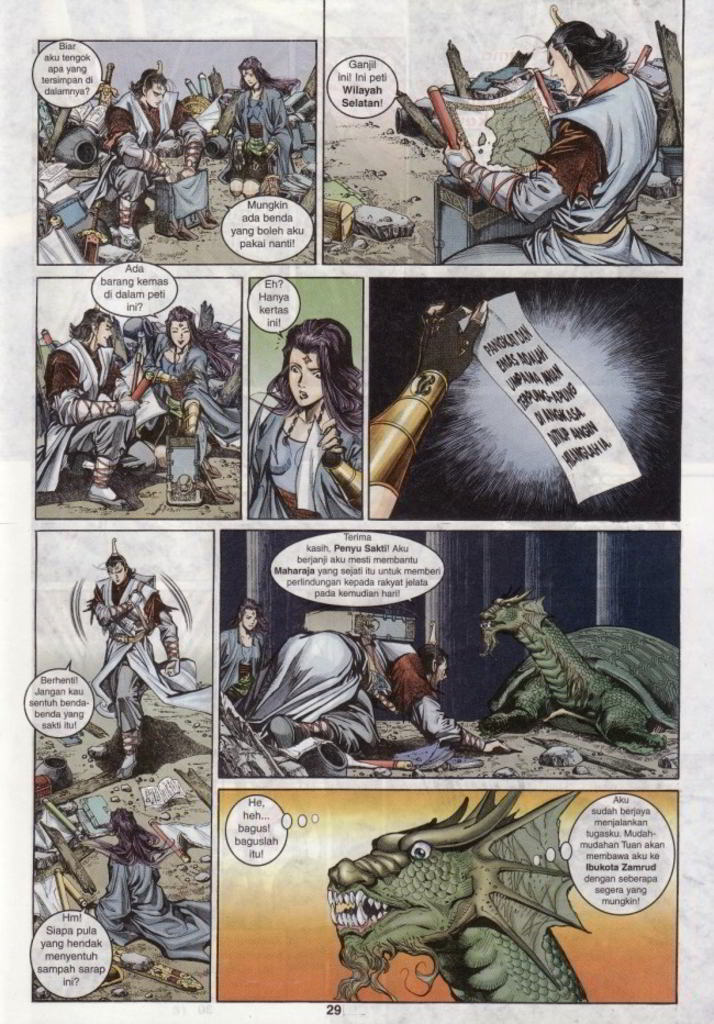 Biar
aku tengok
apa yang
tersimpan di
dalamnya?
Mungkin
ada benda
yang boleh aku
pakai nanti!
Ganjil
ini! Ini peti
Wilayah
Selatan!
Ada
barang kemas
di dalam peti
ini?
Eh?
Hanya
kertas
ini!
PANGKAT DAN
EMAS ADALAH
UMPAMA AWAN
TERPUNG-APUNG
DI ANGKASA.
DITIUP ANGIN
HILANGLAH IA.
Berhenti!
Jangan kau
sentuh benda-
benda yang
sakti itu!
Hm!
Siapa pula
yang hendak
menyentuh
sampah sarap
ini?
Terima
kasih, Penyu Sakti! Aku
berjanji aku mesti membantu
Maharaja yang sejati itu untuk memberi
perlindungan kepada rakyat jelata
pada kemudian hari!
He,
heh...
bagus!
baguslah
itu!
Aku
sudah berjaya
menjalankan
tugasku. Mudah-
mudahan Tuan akan
membawa aku ke
Ibukota Zamrud
dengan seberapa
segera yang
mungkin!
29